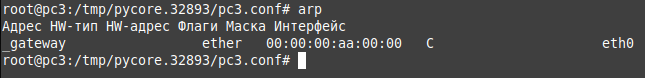 root@pc3:/tmp/pycore.32893/pc3.conf# arp
Адрес HW-тип HW-адрес Флаги Маска Интерфейс
_gateway ether 00:00:00:aa:00:00 C eth0
root@pc3:/tmp/pycore.32893/pc3.conf#